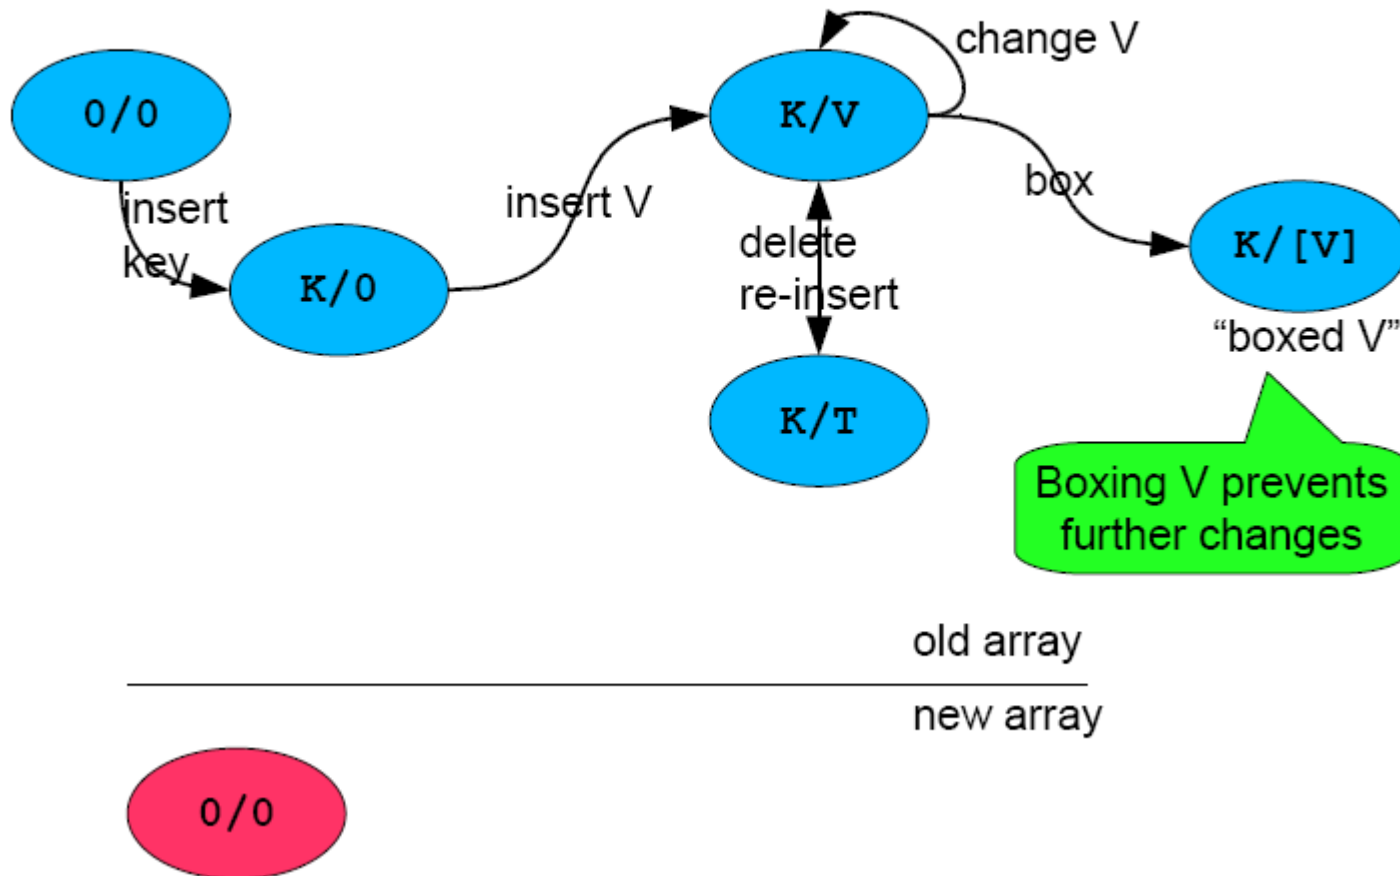 change V
0/0
K/V
insert
key
insert V
box
delete
re-insert
K/0
K/[V]
“boxed V”
K/T
Boxing V prevents
further changes
old array
new array
0/0